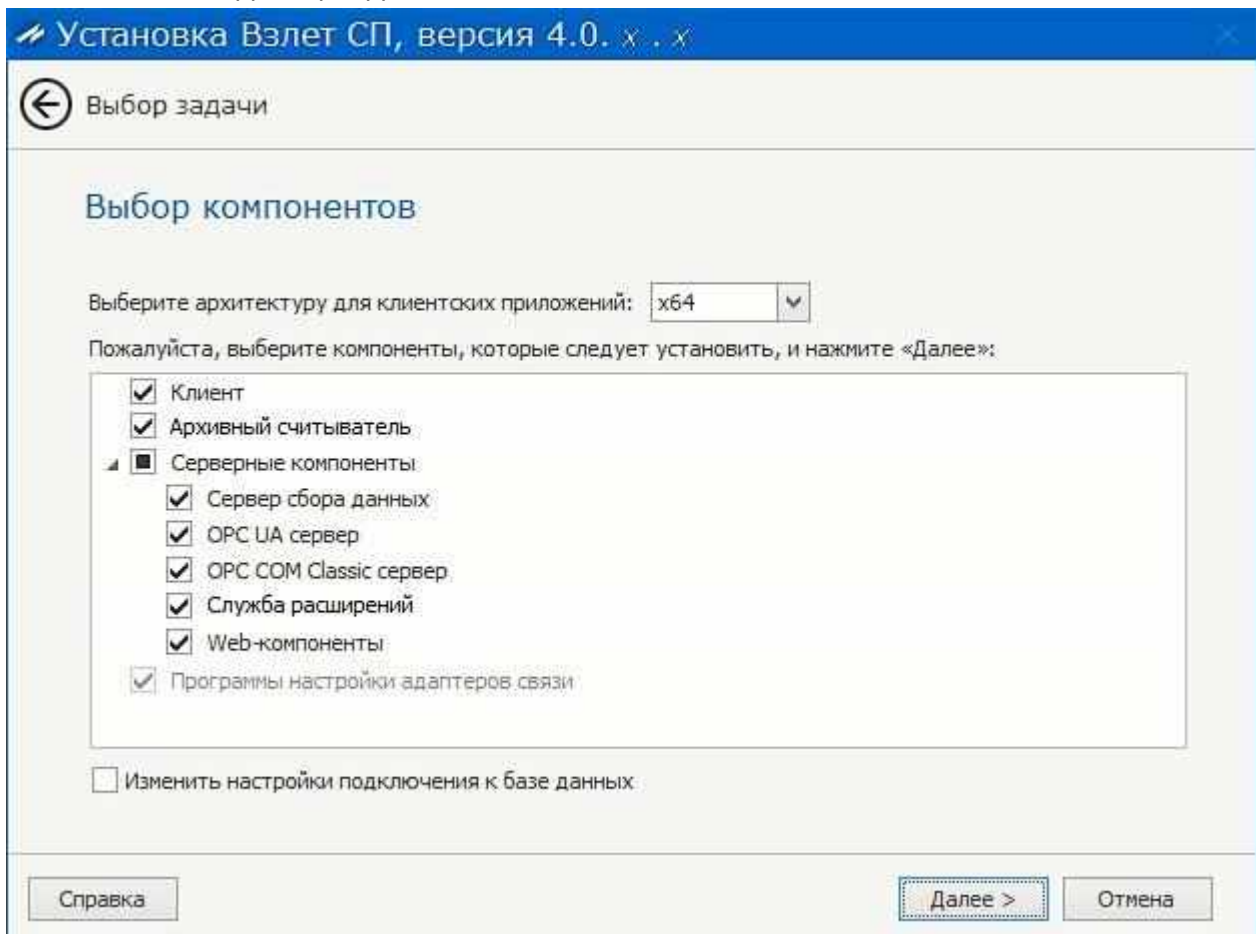 Установка Взлет СП, версия 4.0. x . x
Выбор задачи
Выбор компонентов
Выберите архитектуру для клиентских приложений: x64
Пожалуйста, выберите компоненты, которые следует установить, и нажмите «Далее»:
Клиент
Архивный считыватель
Серверные компоненты
Сервер сбора данных
OPC UA сервер
OPC COM Classic сервер
Служба расширений
Web-компоненты
Программы настройки адаптеров связи
Изменить настройки подключения к базе данных
Справка
Далее >
Отмена